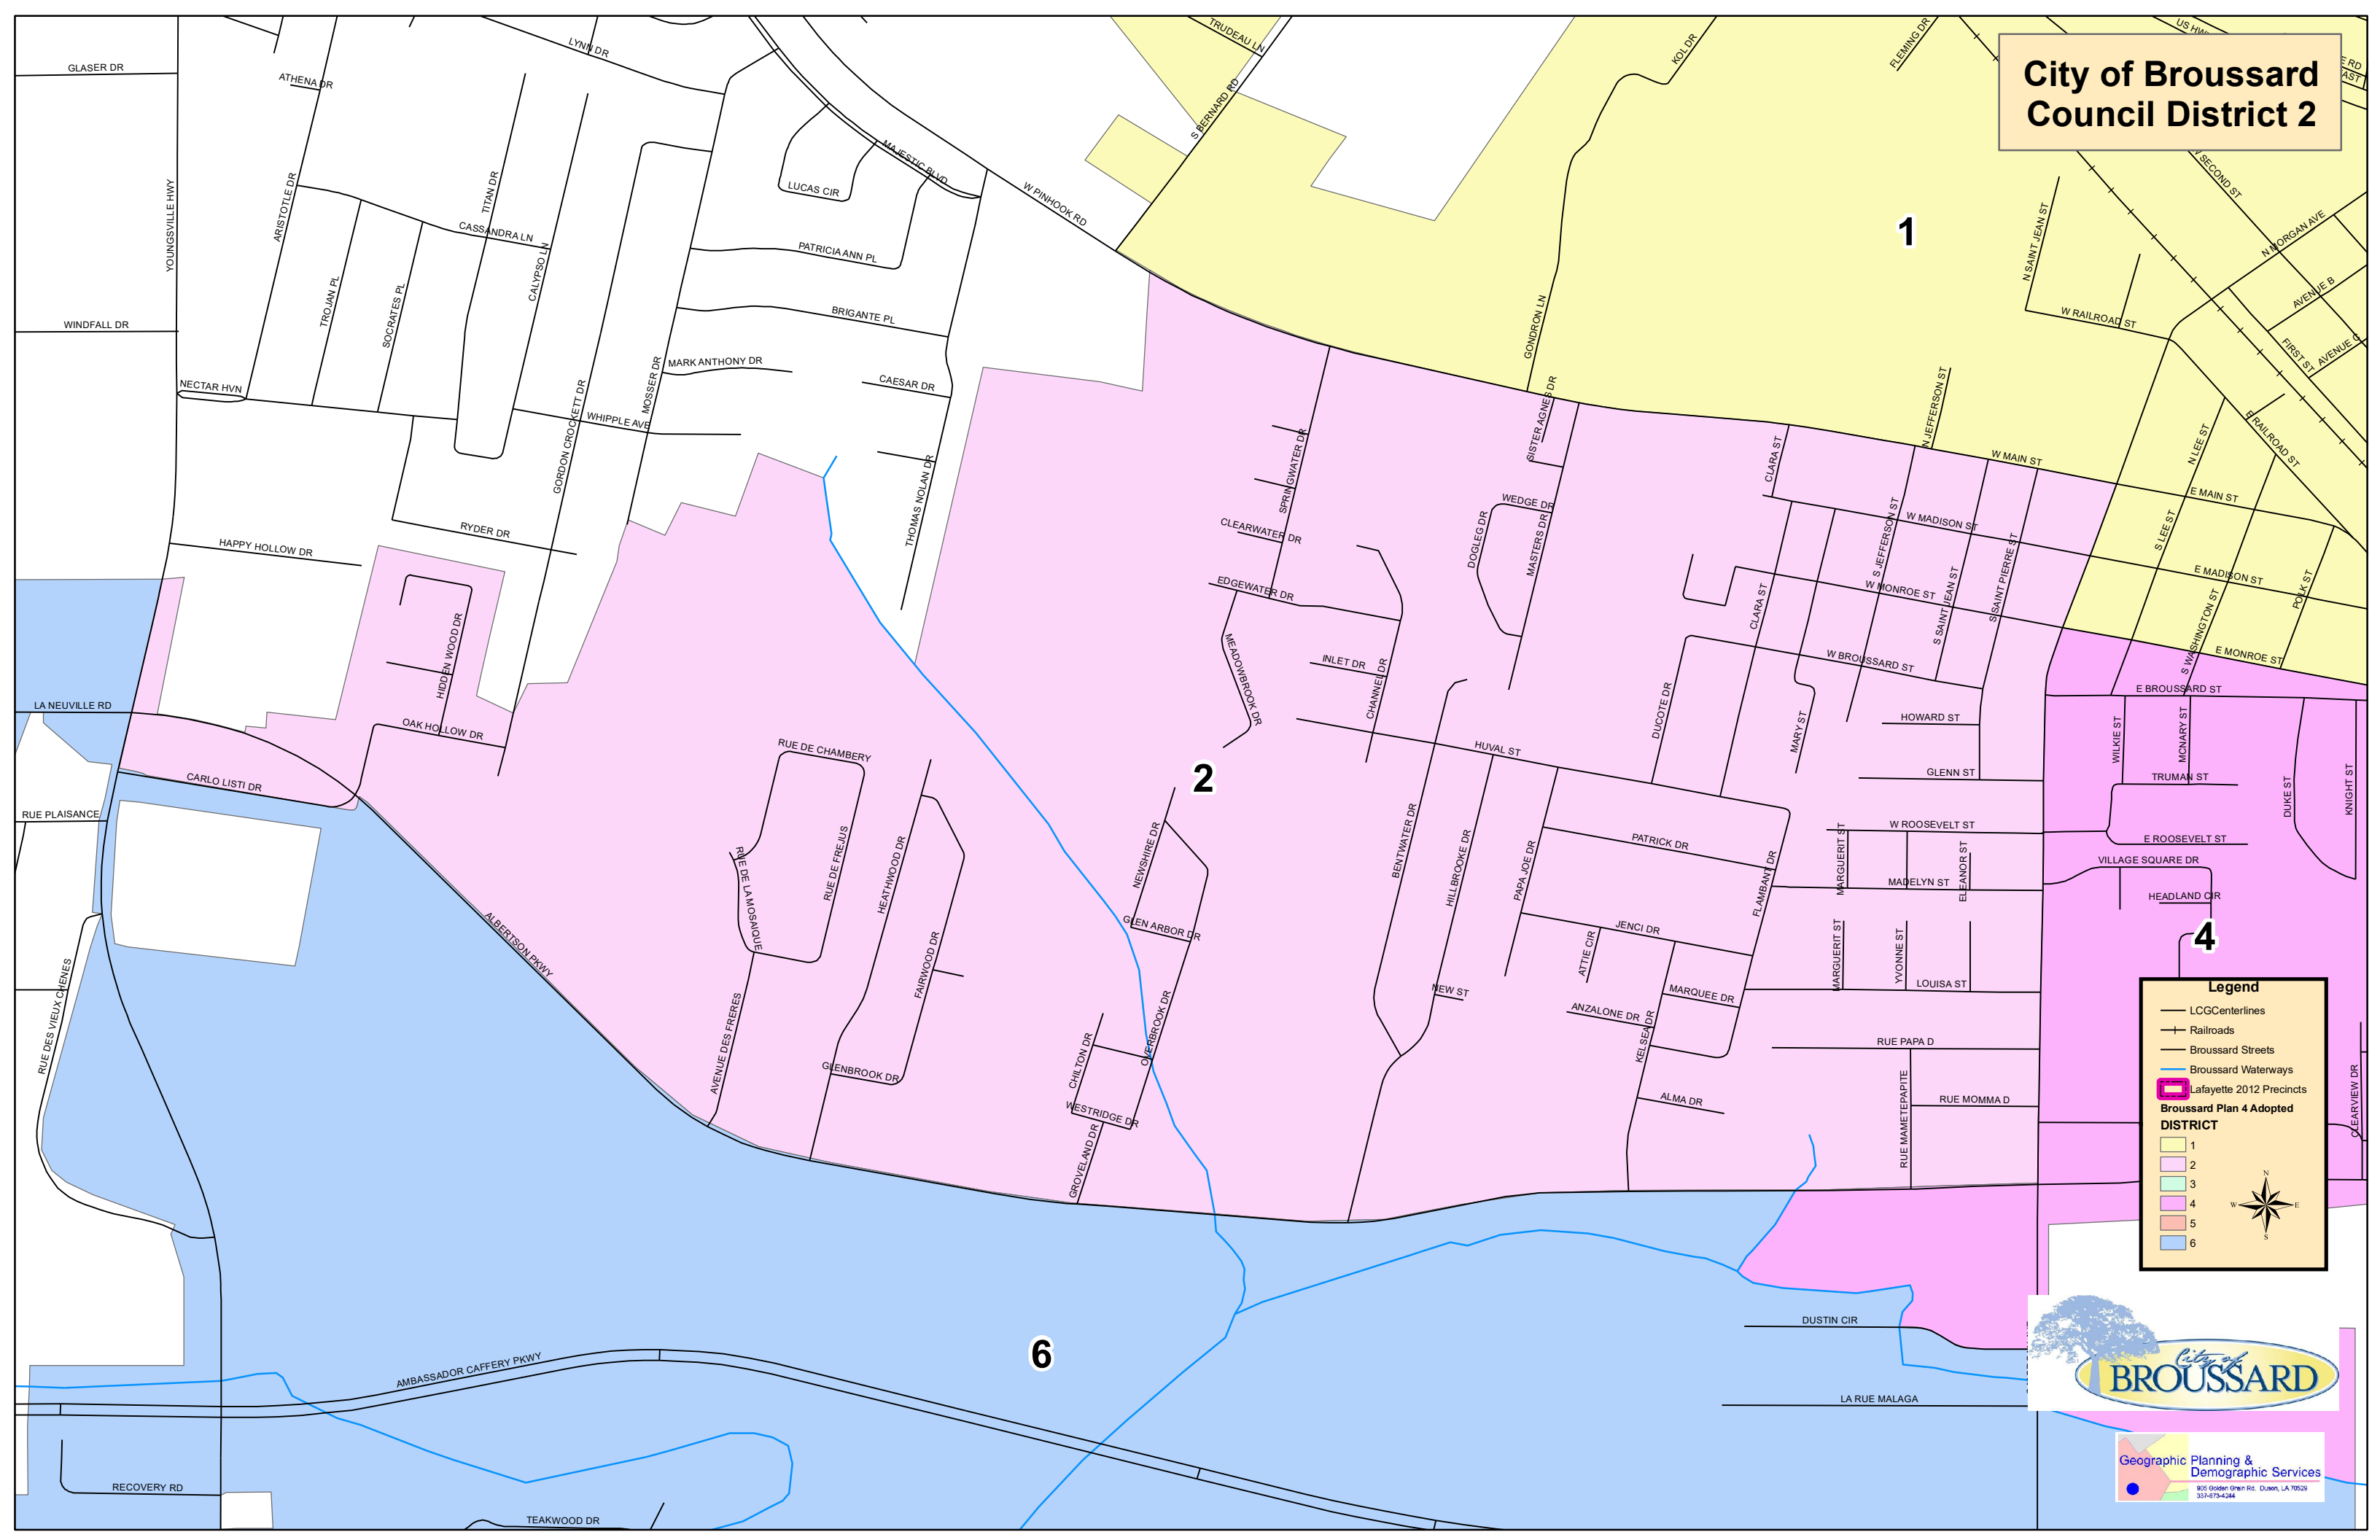 City of Broussard
Council District 2
TRUDEAU LN
KOL DR
FLEMING DR
LYNN DR
GLASER DR
ATHENA DR
S BERNARD RD
MAJESTIC BLVD
LUCAS CIR
W PINHOOK RD
YOUNGSVILLE HWY
ARISTOTLE DR
TITAN DR
CASSANDRA LN
CALYPSO LN
PATRICIA ANN PL
TROJAN PL
SOCRATES PL
BRIGANTE PL
WINDFALL DR
MARK ANTHONY DR
MOSSER DR
CAESAR DR
NECTAR HVN
GORDON CROCKETT DR
WHIPPLE AVE
THOMAS NOLAN DR
RYDER DR
HAPPY HOLLOW DR
HIDDEN WOOD DR
OAK HOLLOW DR
LA NEUVILLE RD
CARLO LISTI DR
RUE PLAISANCE
ALBERTSON PKWY
RUE DES VIEUX CHENES
1
W SECOND ST
N SAINT JEAN ST
N MORGAN AVE
AVENUE B
AVENUE C
FIRST ST
W RAILROAD ST
E RAILROAD ST
GONDRON LN
SISTER AGNES DR
N JEFFERSON ST
W MAIN ST
E MAIN ST
N LEE ST
S LEE ST
CLARA ST
SPRINGWATER DR
CLEARWATER DR
EDGEWATER DR
WEDGE DR
DOGLEG DR
MASTERS DR
W MADISON ST
E MADISON ST
S JEFFERSON ST
S SAINT JEAN ST
SAINT PIERRE ST
W MONROE ST
E MONROE ST
S WASHINGTON ST
POLK ST
CLARA ST
W BROUSSARD ST
E BROUSSARD ST
MEADOWBROOK DR
INLET DR
CHANNEL DR
DUCOTE DR
MARY ST
HOWARD ST
GLENN ST
HUVAL ST
WILKIE ST
MCNARY ST
TRUMAN ST
DUKE ST
KNIGHT ST
2
RUE DE CHAMBERY
RUE DE FREJUS
RUE DE LA MOSAIQUE
HEATHWOOD DR
FAIRWOOD DR
AVENUE DES FRERES
GLENBROOK DR
NEWSHIRE DR
GLEN ARBOR DR
OVERBROOK DR
CHILTON DR
WESTRIDGE DR
GROVELAND DR
BENTWATER DR
HILLBROOKE DR
PAPA JOE DR
PATRICK DR
FLAMBANT DR
JENCI DR
ATTIE CIR
NEW ST
ANZALONE DR
MARQUEE DR
KELSEA DR
ALMA DR
W ROOSEVELT ST
E ROOSEVELT ST
MARGUERIT ST
MADELYN ST
ELEANOR ST
VILLAGE SQUARE DR
HEADLAND CIR
MARGUERIT ST
YVONNE ST
LOUISA ST
RUE PAPA D
RUE MOMMA D
RUE MAMETEPAPITE
CLEARVIEW DR
4
Legend
LCGCenterlines
Railroads
Broussard Streets
Broussard Waterways
Lafayette 2012 Precincts
Broussard Plan 4 Adopted
DISTRICT
1
2
3
4
5
6
N
W
E
S
6
AMBASSADOR CAFFERY PKWY
RECOVERY RD
TEAKWOOD DR
DUSTIN CIR
LA RUE MALAGA
City of
BROUSSARD
Geographic Planning &
Demographic Services
905 Golden Grain Rd. Duson, LA 70529
337-873-4244